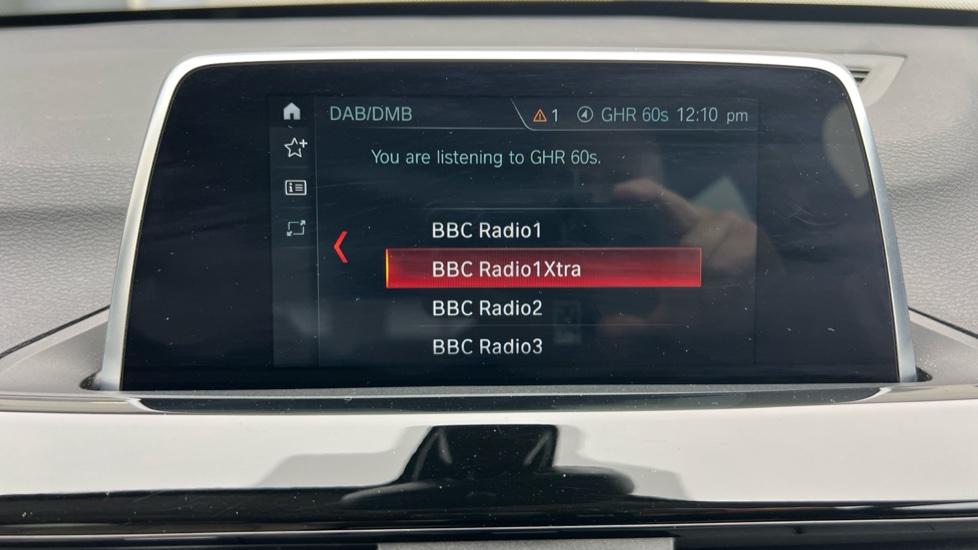 DAB/DMB 1 GHR 60s 12:10 pm
You are listening to GHR 60s.
BBC Radio1
BBC Radio1Xtra
BBC Radio2
BBC Radio3